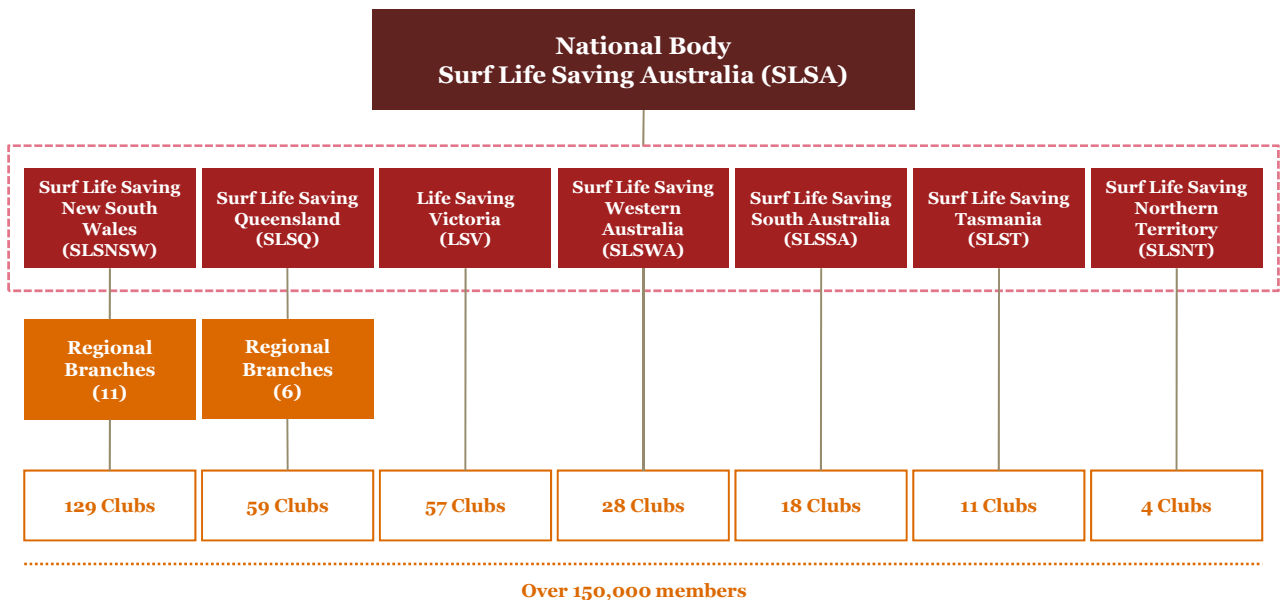 National Body
Surf Life Saving Australia (SLSA)
Surf Life Saving
New South
Wales
(SLSNSW)
Surf Life Saving
Queensland
(SLSQ)
Life Saving
Victoria
(LSV)
Surf Life Saving
Western
Australia
(SLSWA)
Surf Life Saving
South Australia
(SLSSA)
Surf Life Saving
Tasmania
(SLST)
Surf Life Saving
Northern
Territory
(SLSNT)
Regional
Branches
(11)
Regional
Branches
(6)
129 Clubs
59 Clubs
57 Clubs
28 Clubs
18 Clubs
11 Clubs
4 Clubs
Over 150,000 members